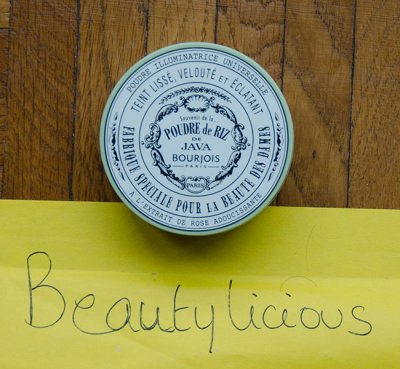 POUDRE ILLUMINATRICE UNIVERSELLE
TEINT LISSE, VELOUTÉ et ÉCLATANT
Souvenir de la
POUDRE de RIZ
DE
JAVA
BOURJOIS
PARIS
PARIS
FABRIQUE SPÉCIALE POUR LA BEAUTÉ DES DAMES
A L'EXTRAIT DE ROSE ADOUCISSANTE
Beautylicious